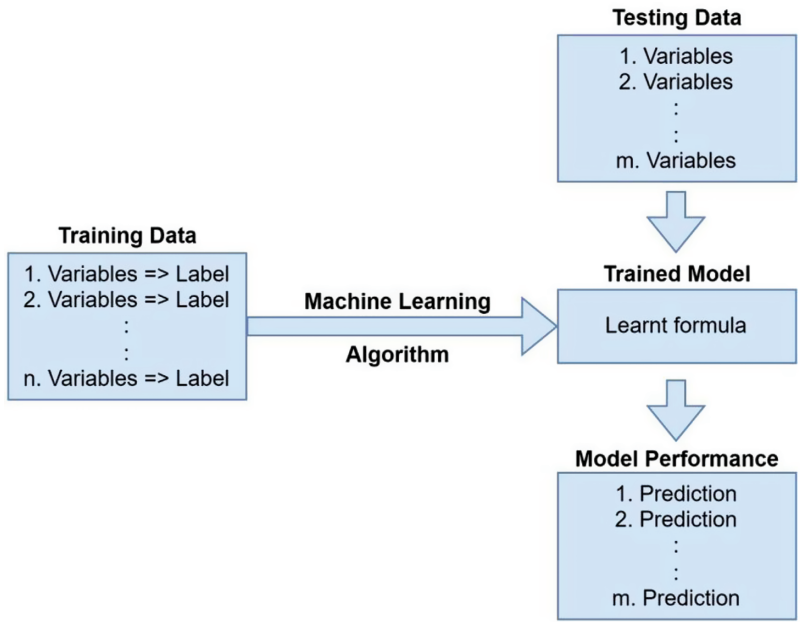 Testing Data
1. Variables
2. Variables
:
:
m. Variables
Training Data
1. Variables => Label
2. Variables => Label
:
:
n. Variables => Label
Machine Learning
Algorithm
Trained Model
Learnt formula
Model Performance
1. Prediction
2. Prediction
:
:
m. Prediction